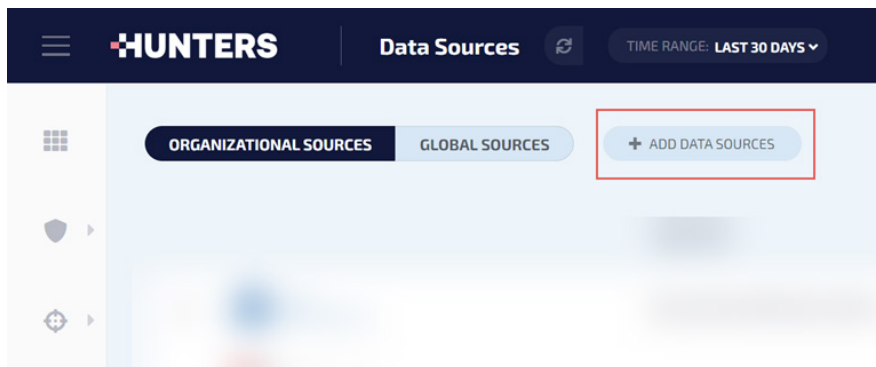 HUNTERS Data Sources TIME RANGE: LAST 30 DAYS
ORGANIZATIONAL SOURCES GLOBAL SOURCES + ADD DATA SOURCES